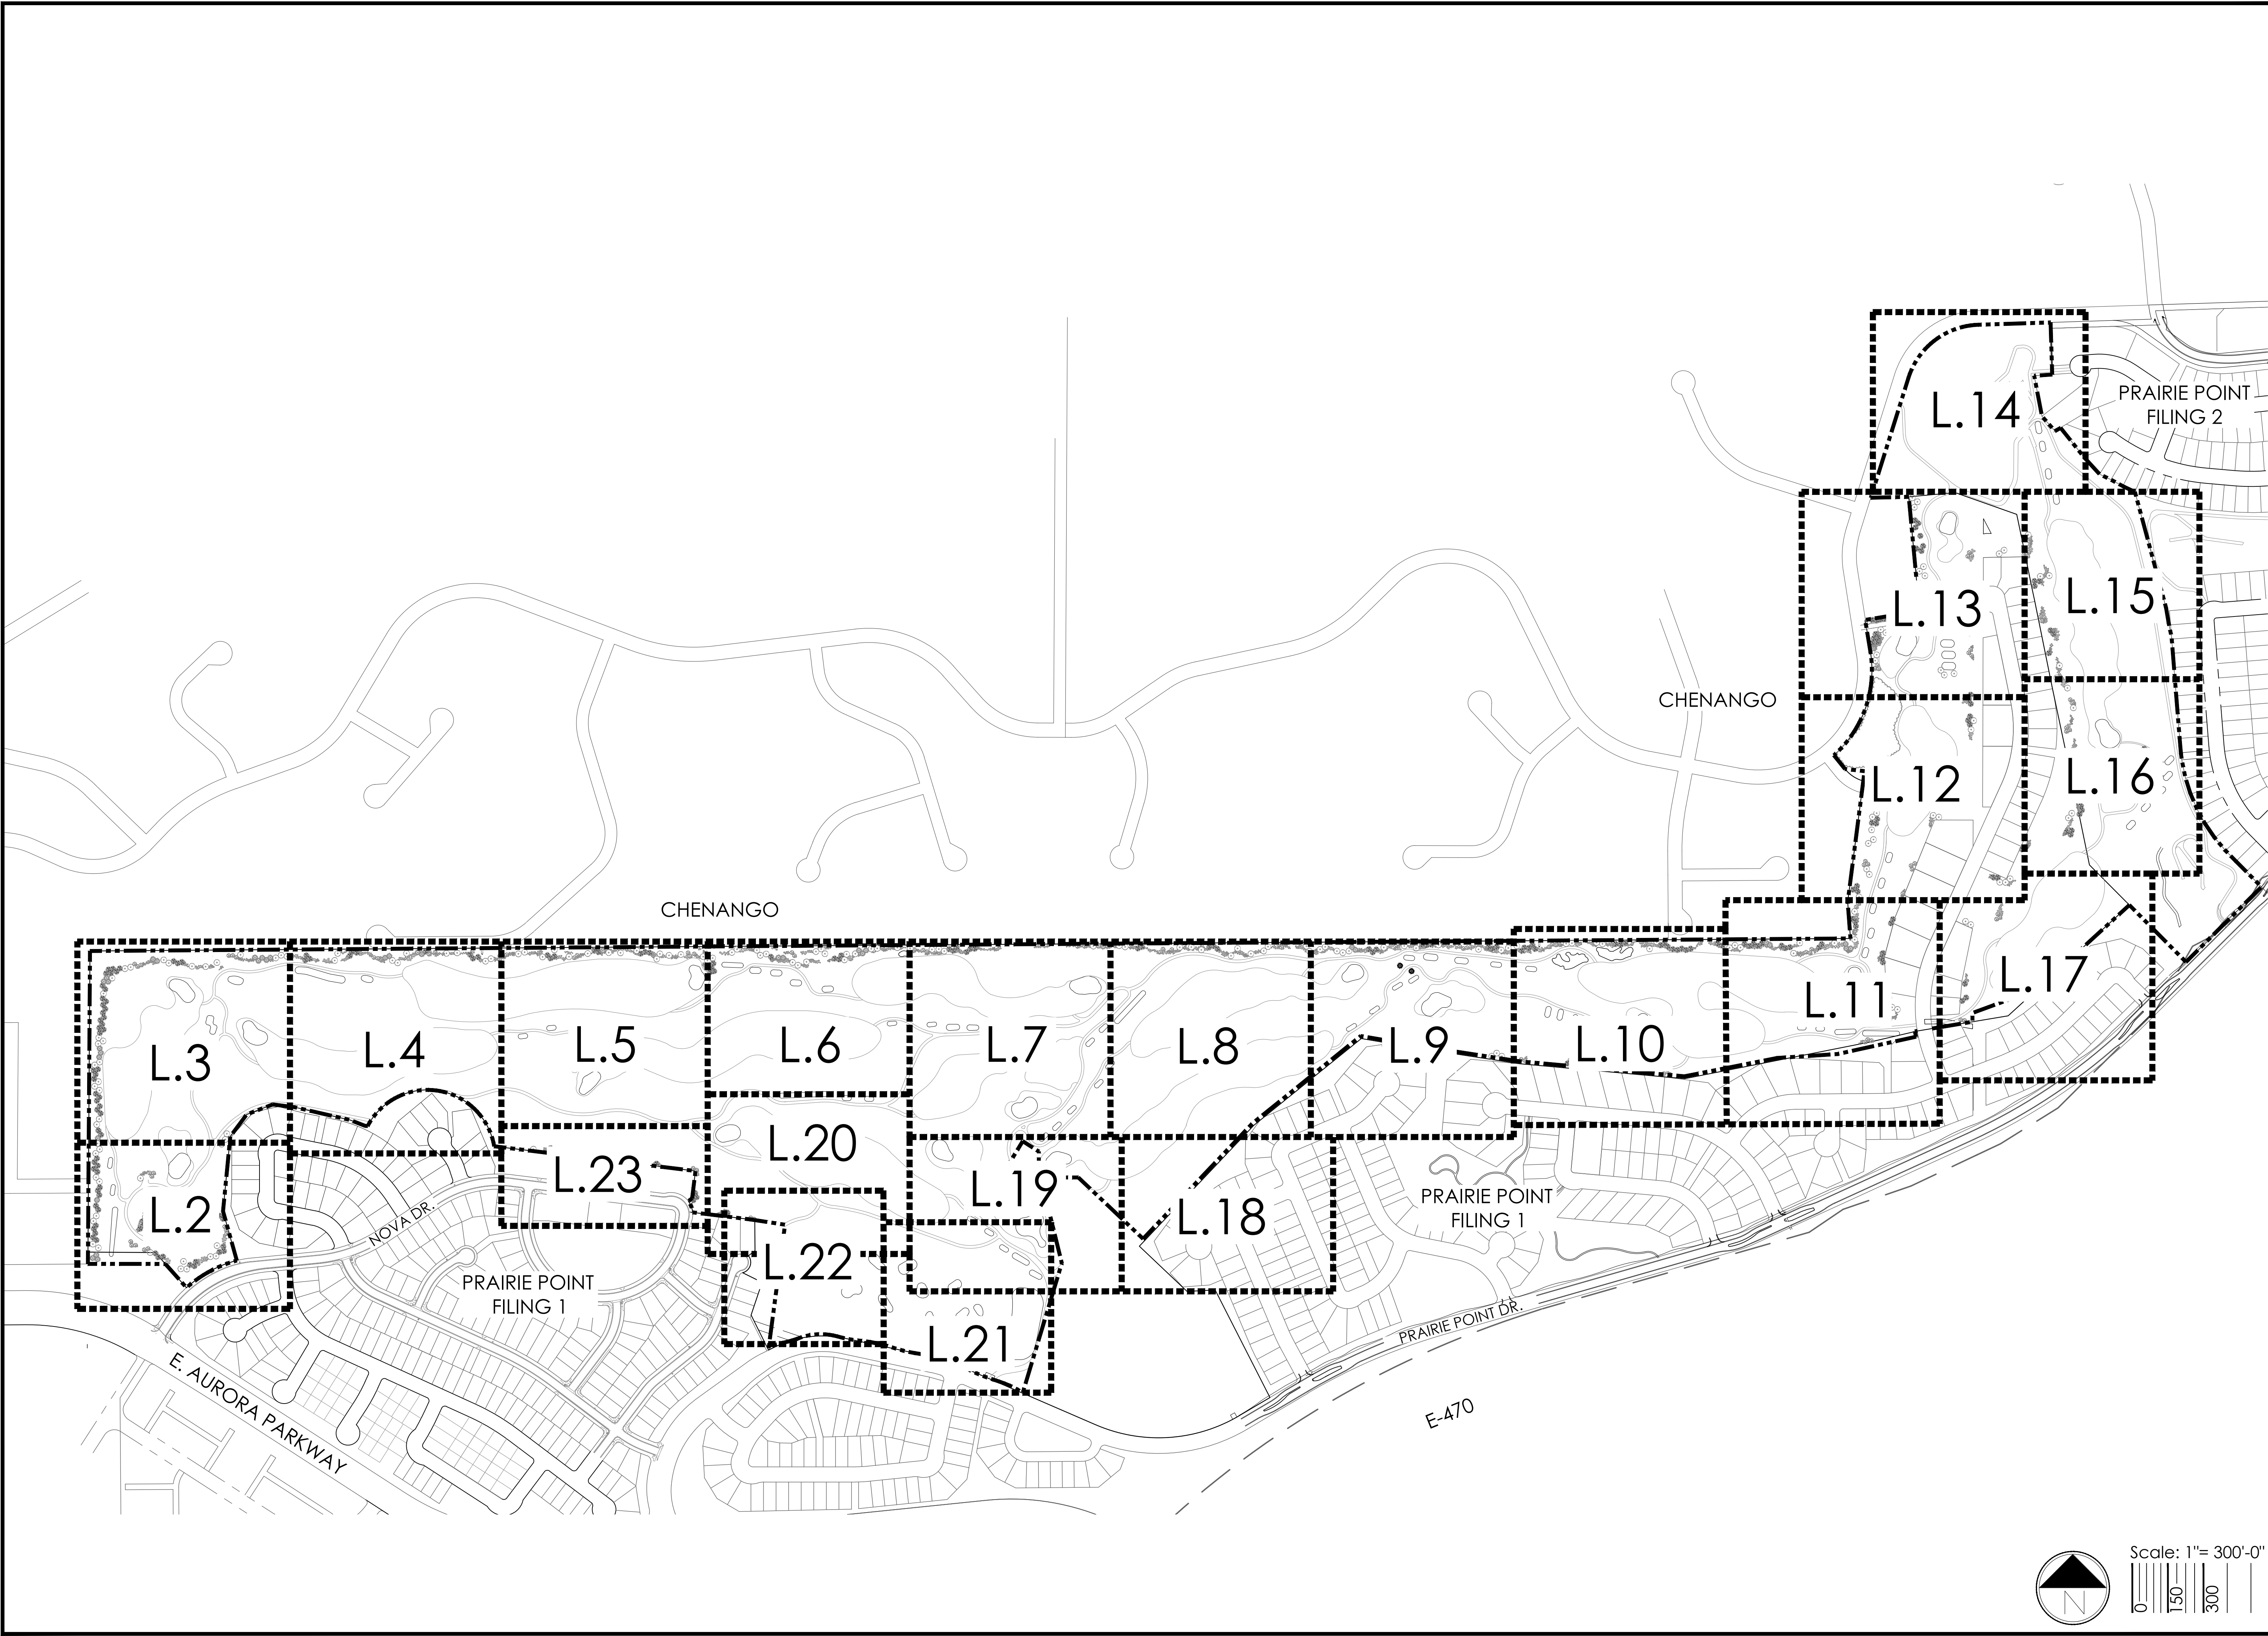 L.14
PRAIRIE POINT
FILING 2
L.13
L.15
CHENANGO
L.12
L.16
CHENANGO
L.17
L.11
L.3
L.4
L.5
L.6
L.7
L.8
L.9
L.10
L.2
NOVA DR.
L.23
L.20
L.19
L.18
L.22
L.21
PRAIRIE POINT
FILING 1
PRAIRIE POINT
FILING 1
PRAIRIE POINT DR.
E. AURORA PARKWAY
E-470
N
Scale: 1"= 300'-0"
0
150
300